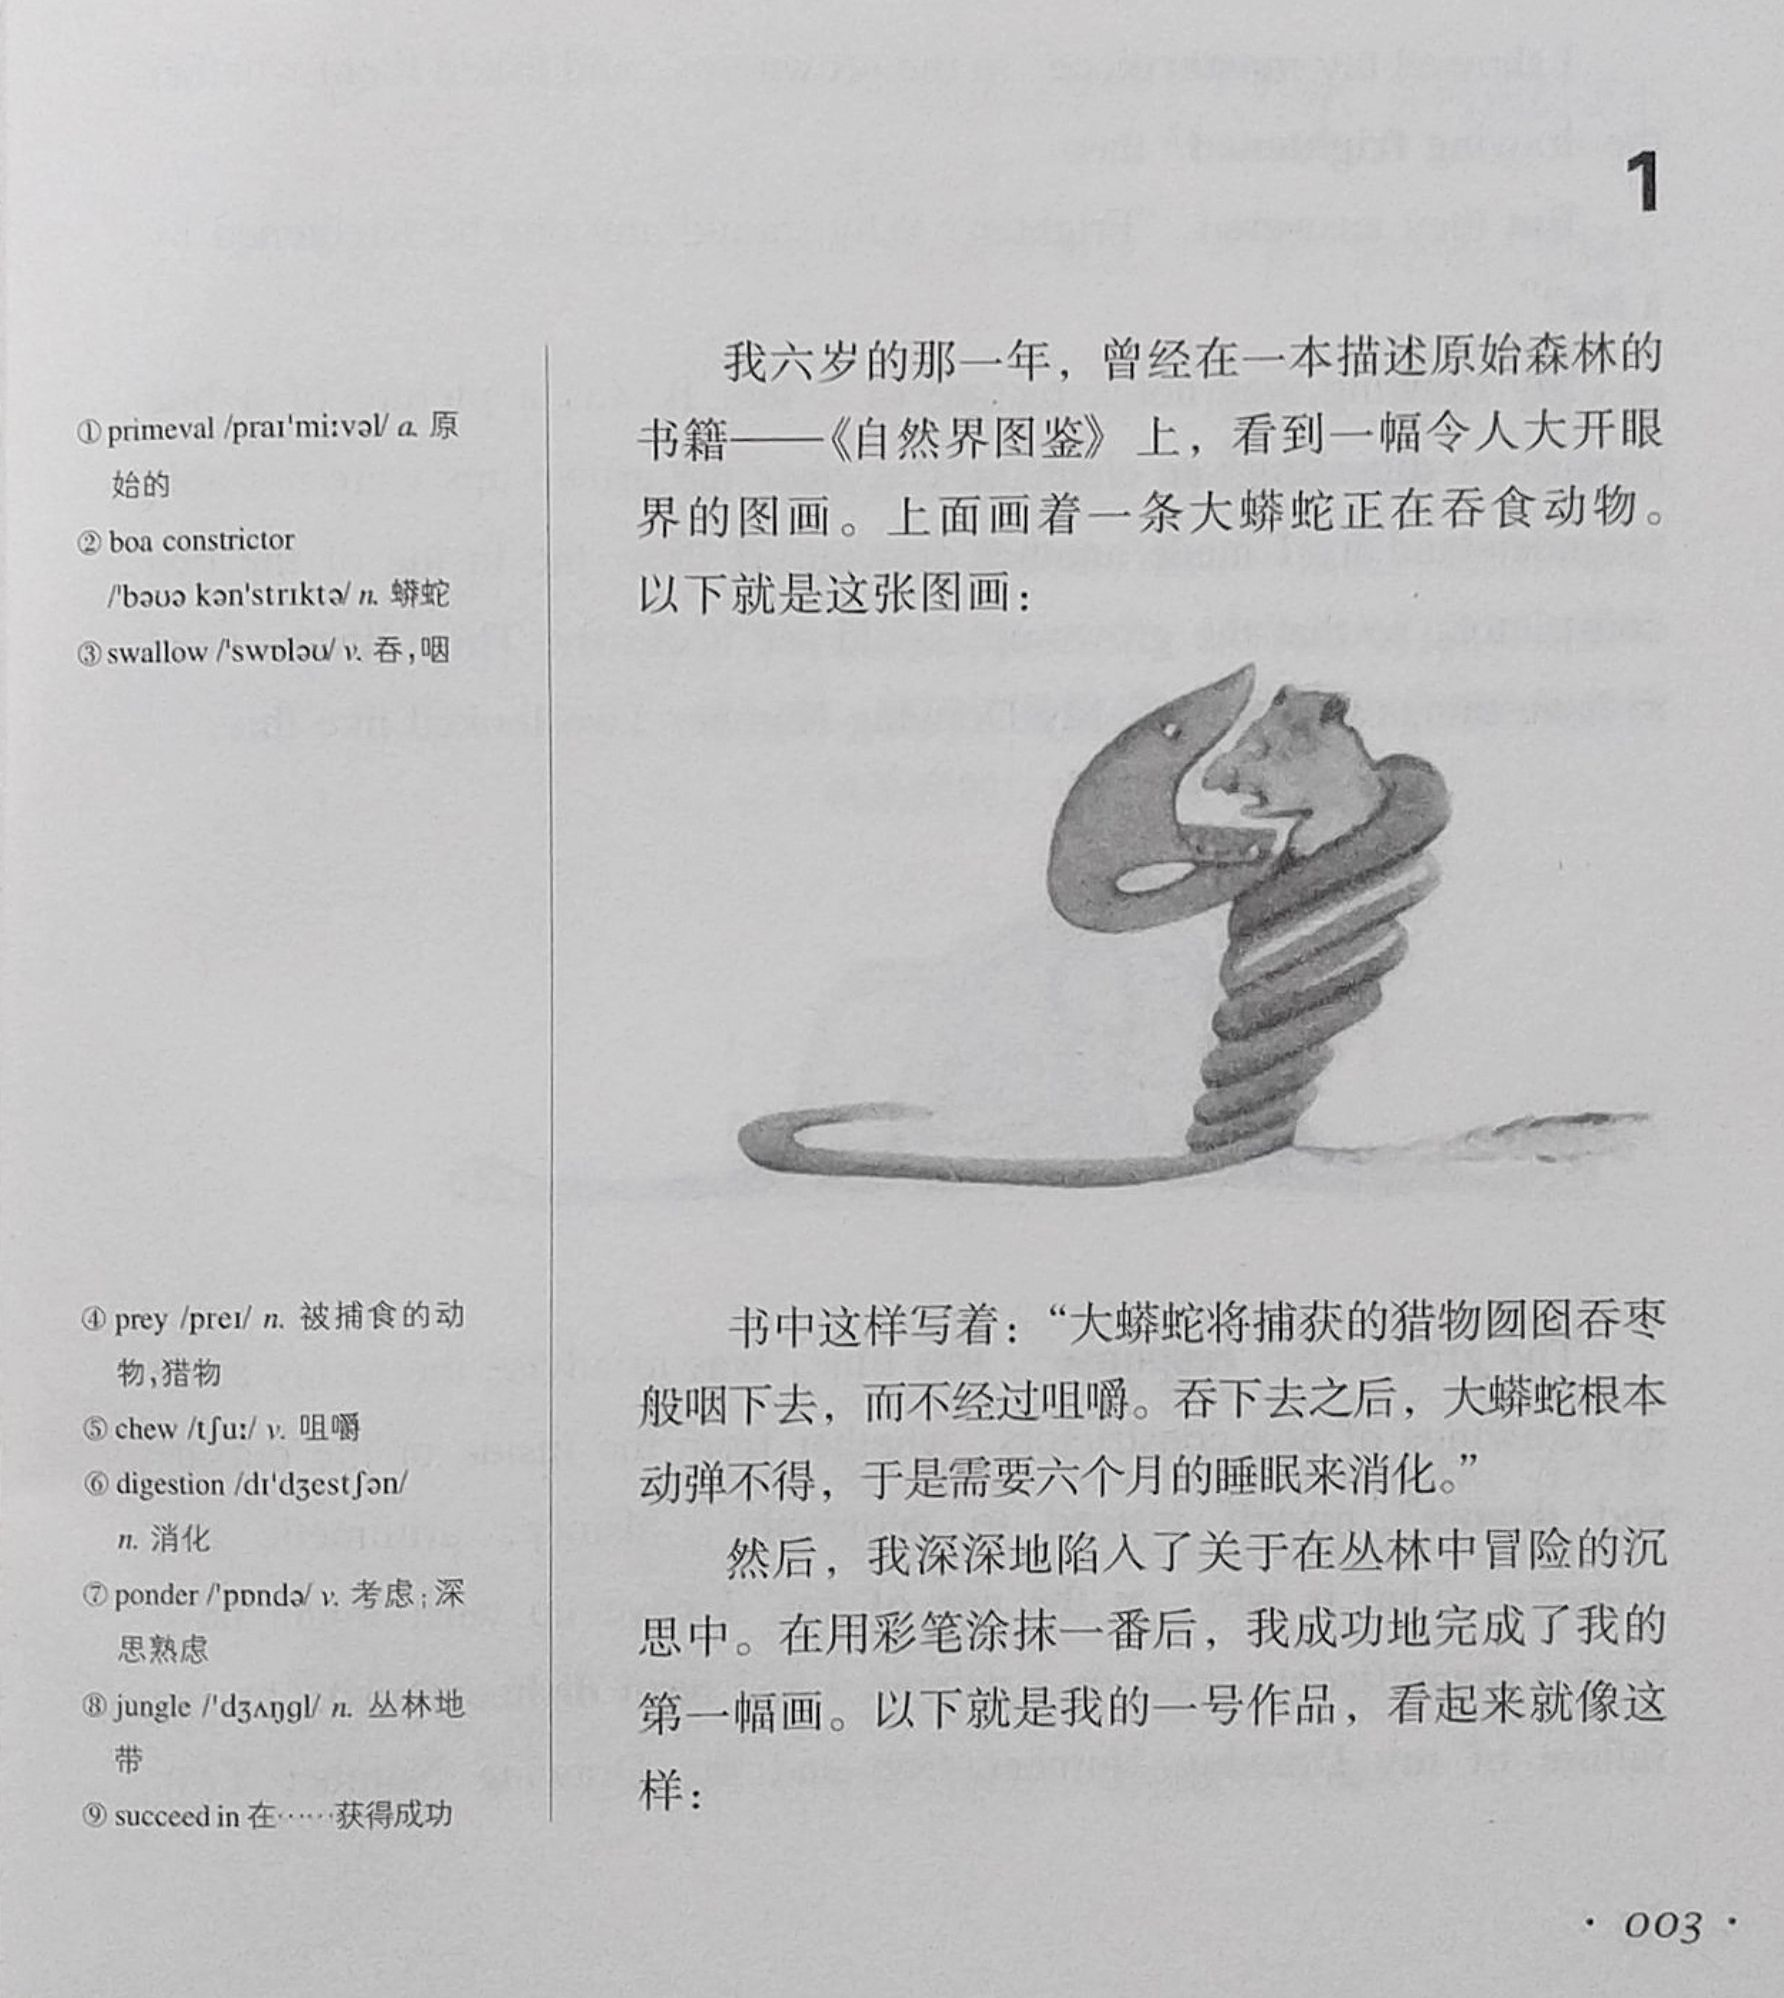 1
我六岁的那一年，曾经在一本描述原始森林的
书籍——《自然界图鉴》上，看到一幅令人大开眼
界的图画。上面画着一条大蟒蛇正在吞食动物。
以下就是这张图画：
① primeval /praɪˈmiːvəl/ a. 原
始的
② boa constrictor
/ˈbəʊə kənˈstrɪktə/ n. 蟒蛇
③ swallow /ˈswɒləʊ/ v. 吞，咽
书中这样写着：“大蟒蛇将捕获的猎物囫囵吞枣
般咽下去，而不经过咀嚼。吞下去之后，大蟒蛇根本
动弹不得，于是需要六个月的睡眠来消化。”
然后，我深深地陷入了关于在丛林中冒险的沉
思中。在用彩笔涂抹一番后，我成功地完成了我的
第一幅画。以下就是我的一号作品，看起来就像这
样：
④ prey /preɪ/ n. 被捕食的动
物，猎物
⑤ chew /tʃuː/ v. 咀嚼
⑥ digestion /dɪˈdʒestʃən/
n. 消化
⑦ ponder /ˈpɒndə/ v. 考虑；深
思熟虑
⑧ jungle /ˈdʒʌŋgl/ n. 丛林地
带
⑨ succeed in 在……获得成功
· 003 ·